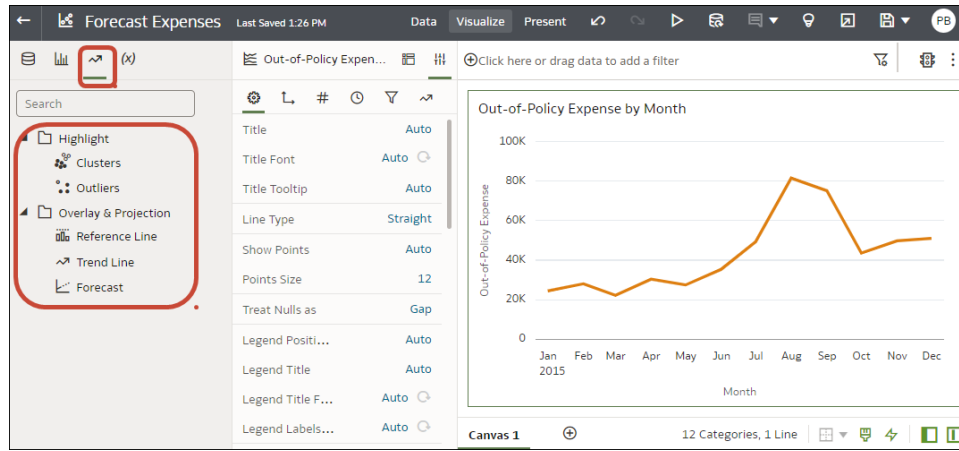 Forecast Expenses Last Saved 1:26 PM Data Visualize Present PB
(x) Out-of-Policy Expen... Click here or drag data to add a filter
Search
Highlight
Clusters
Outliers
Overlay & Projection
Reference Line
Trend Line
Forecast
#
Title Auto
Title Font Auto
Title Tooltip Auto
Line Type Straight
Show Points Auto
Points Size 12
Treat Nulls as Gap
Legend Positi... Auto
Legend Title Auto
Legend Title F... Auto
Legend Labels... Auto
Out-of-Policy Expense by Month
Out-of-Policy Expense
100K
80K
60K
40K
20K
0
Jan Feb Mar Apr May Jun Jul Aug Sep Oct Nov Dec
2015
Month
Canvas 1 12 Categories, 1 Line